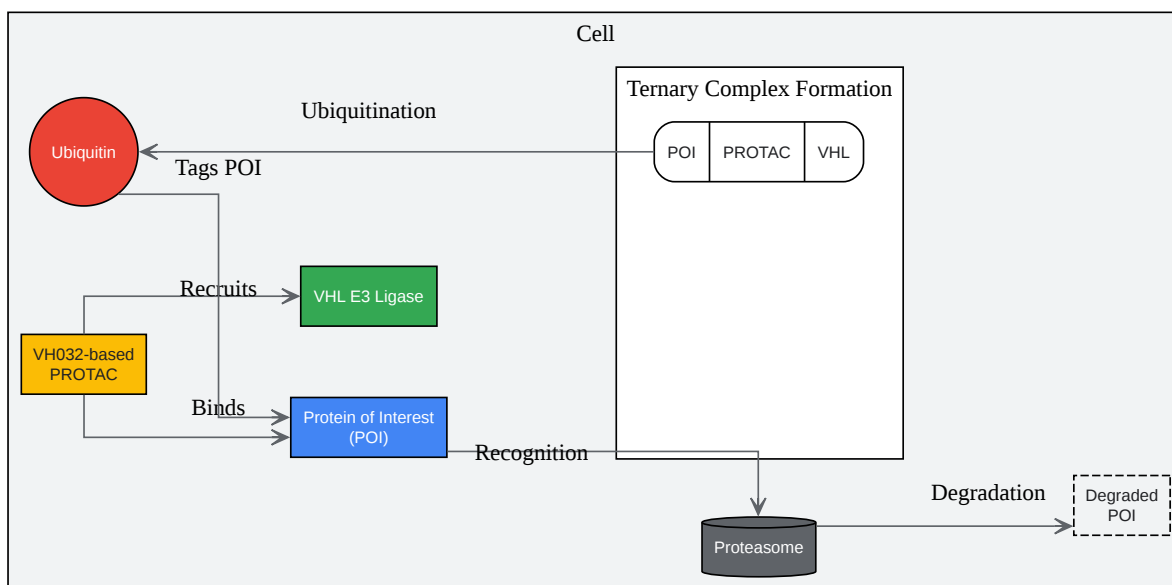 Cell
Ternary Complex Formation
Ubiquitination
POI
PROTAC
VHL
Ubiquitin
Tags POI
Recruits
VHL E3 Ligase
VH032-based
PROTAC
Binds
Protein of Interest
(POI)
Recognition
Degradation
Degraded
POI
Proteasome